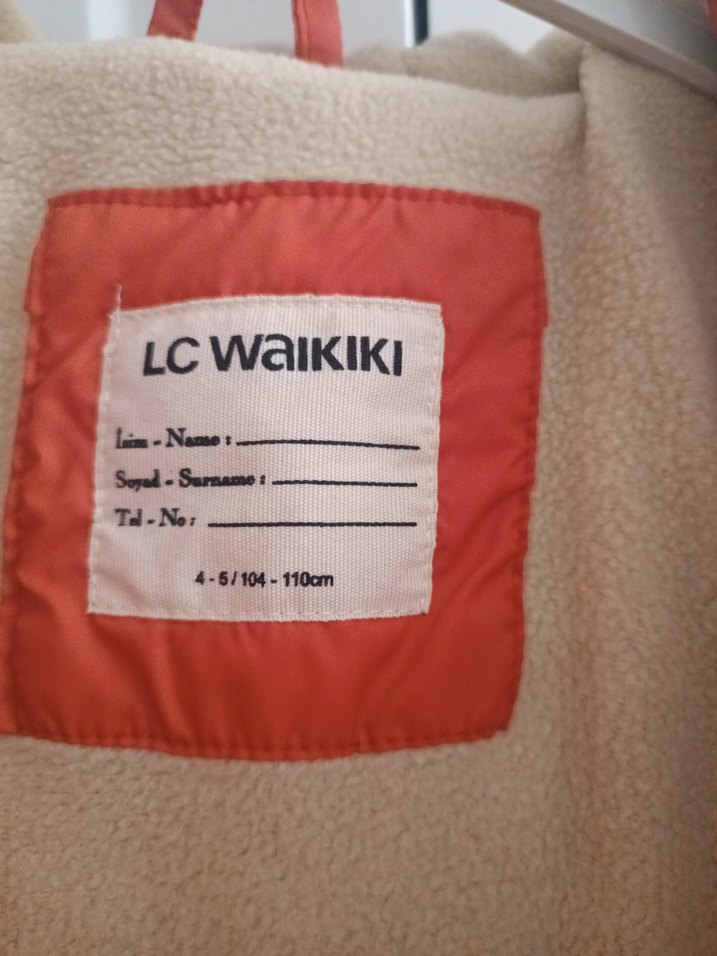 LC WAIKIKI
İsim - Name :
Soyad - Surname :
Tel - No :
4 - 5 / 104 - 110cm